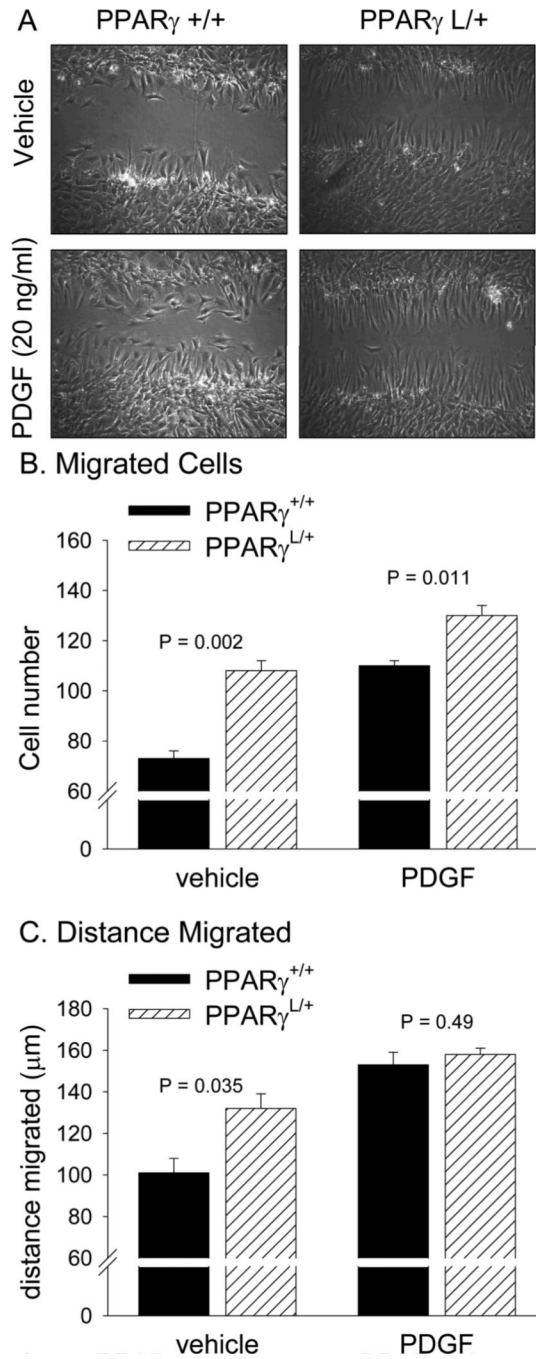 A
PPARγ +/+
PPARγ L/+
Vehicle
PDGF (20 ng/ml)
B. Migrated Cells
PPARγ+/+
PPARγL/+
160
140
120
100
80
60
0
Cell number
P = 0.002
P = 0.011
vehicle
PDGF
C. Distance Migrated
PPARγ+/+
PPARγL/+
180
160
140
120
100
80
60
0
distance migrated (μm)
P = 0.035
P = 0.49
vehicle
PDGF